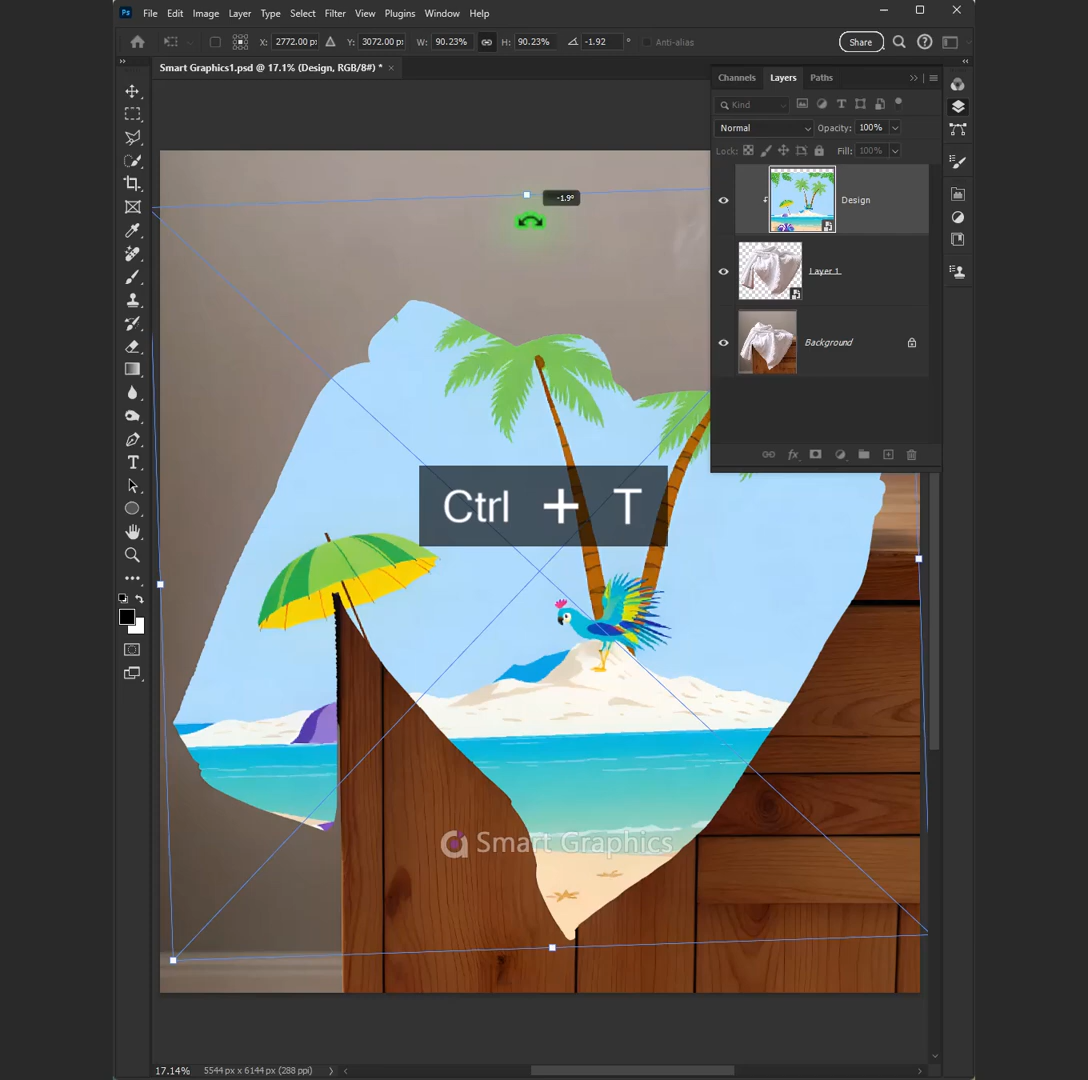 Ps File Edit Image Layer Type Select Filter View Plugins Window Help
X: 2772.00 px Y: 3072.00 px W: 90.23% H: 90.23% -1.92 ° Anti-alias Share
Smart Graphics1.psd @ 17.1% (Design, RGB/8#) * ×
Channels Layers Paths
Kind
Normal Opacity: 100%
Lock: Fill: 100%
-1.9°
Design
Layer 1
Background
Ctrl + T
Smart Graphics
17.14% 5544 px x 6144 px (288 ppi)